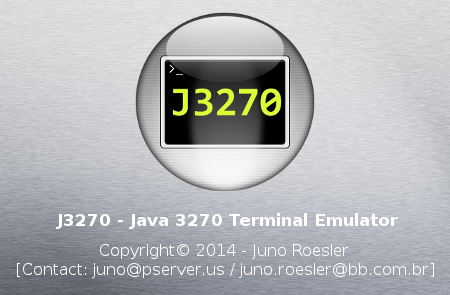 >_
J3270
J3270 - Java 3270 Terminal Emulator
Copyright© 2014 - Juno Roesler
[Contact: juno@pserver.us / juno.roesler@bb.com.br]